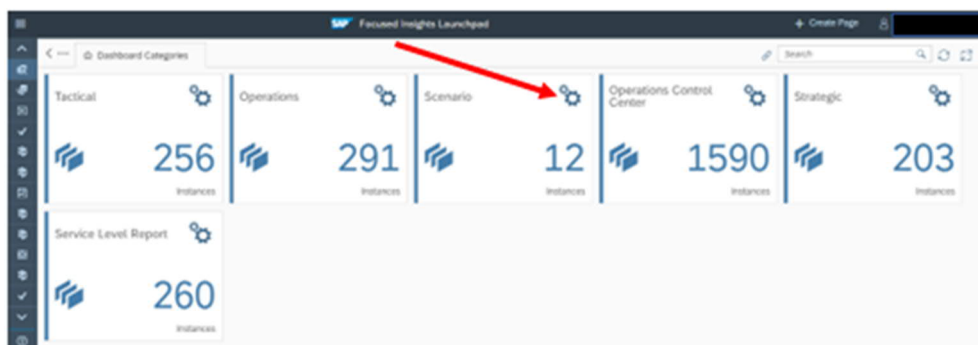 SAP Focused Insights Launchpad
+ Create Page
Dashboard Categories
Search
Tactical
256
Instances
Operations
291
Instances
Scenario
12
Instances
Operations Control
Center
1590
Instances
Strategic
203
Instances
Service Level Report
260
Instances